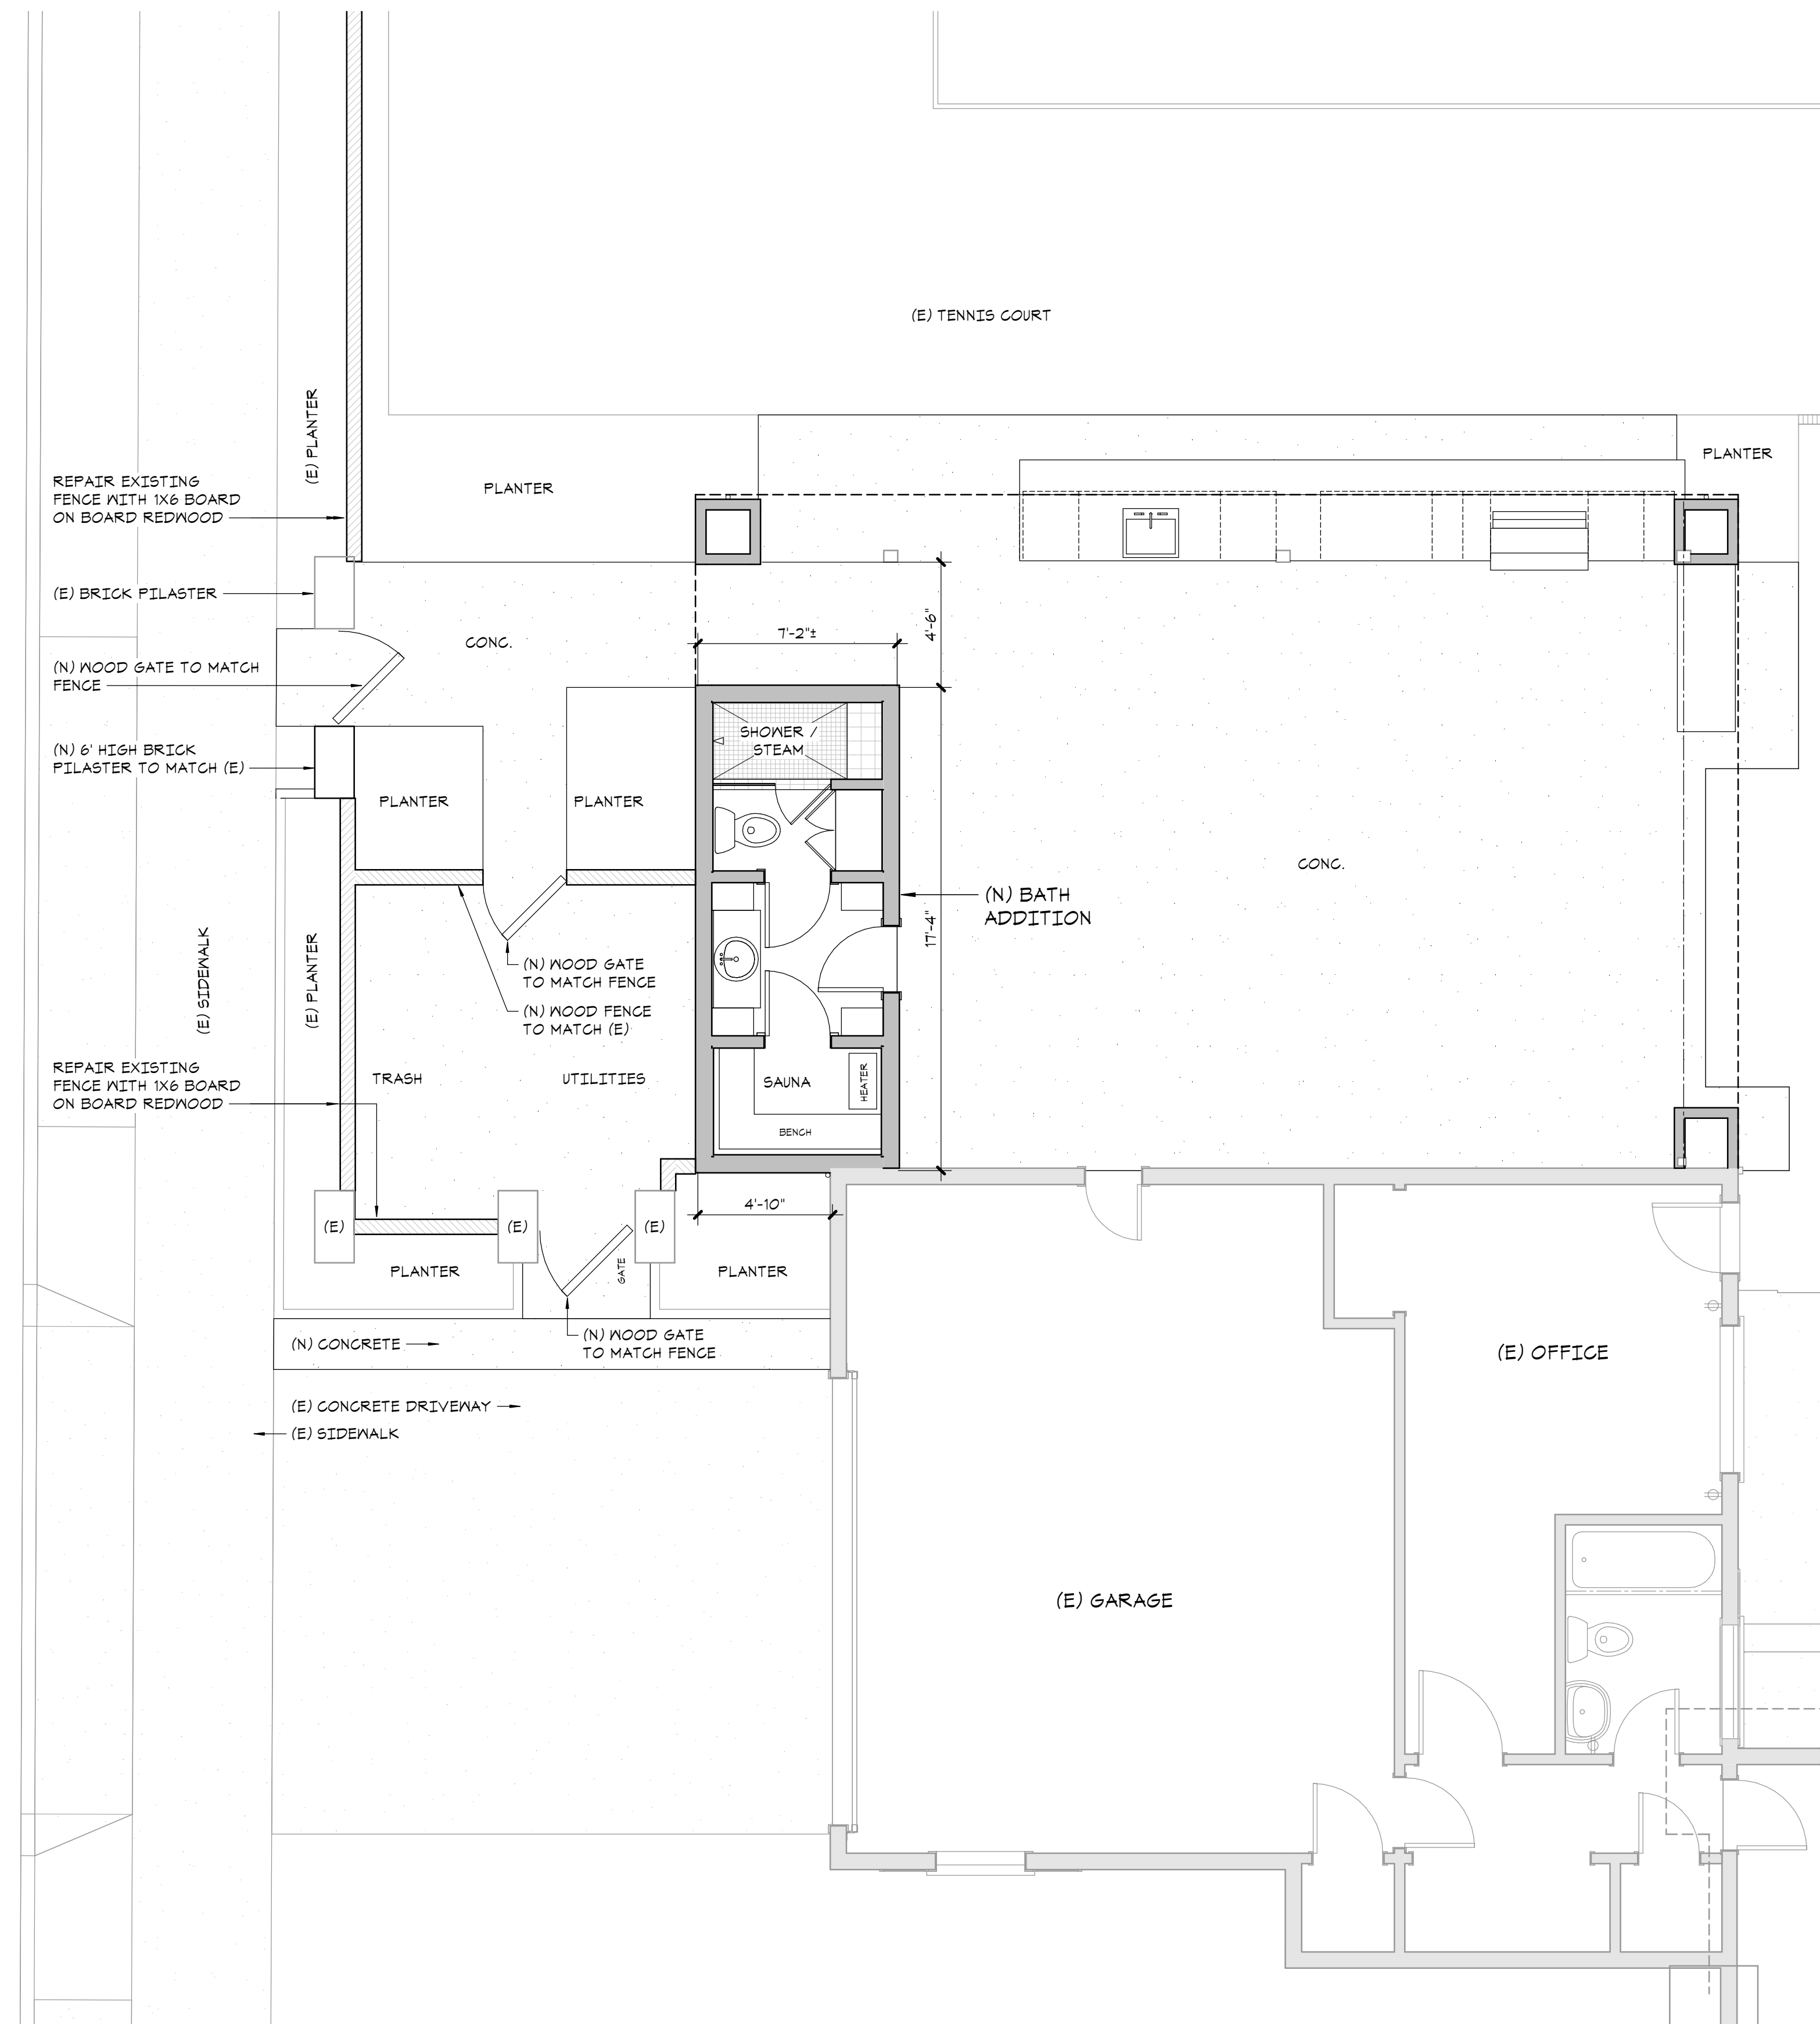 (E) TENNIS COURT
(E) PLANTER
PLANTER
PLANTER
REPAIR EXISTING
FENCE WITH 1X6 BOARD
ON BOARD REDWOOD
(E) BRICK PILASTER
CONC.
7'-2"±
4'-6"
(N) WOOD GATE TO MATCH
FENCE
(N) 6' HIGH BRICK
PILASTER TO MATCH (E)
SHOWER /
STEAM
PLANTER
PLANTER
CONC.
(N) BATH
ADDITION
17'-4"
(E) SIDEWALK
(E) PLANTER
(N) WOOD GATE
TO MATCH FENCE
(N) WOOD FENCE
TO MATCH (E)
REPAIR EXISTING
FENCE WITH 1X6 BOARD
ON BOARD REDWOOD
TRASH
UTILITIES
SAUNA
HEATER
BENCH
4'-10"
(E)
(E)
(E)
PLANTER
GATE
PLANTER
(N) CONCRETE
(N) WOOD GATE
TO MATCH FENCE
(E) OFFICE
(E) CONCRETE DRIVEWAY
(E) SIDEWALK
(E) GARAGE